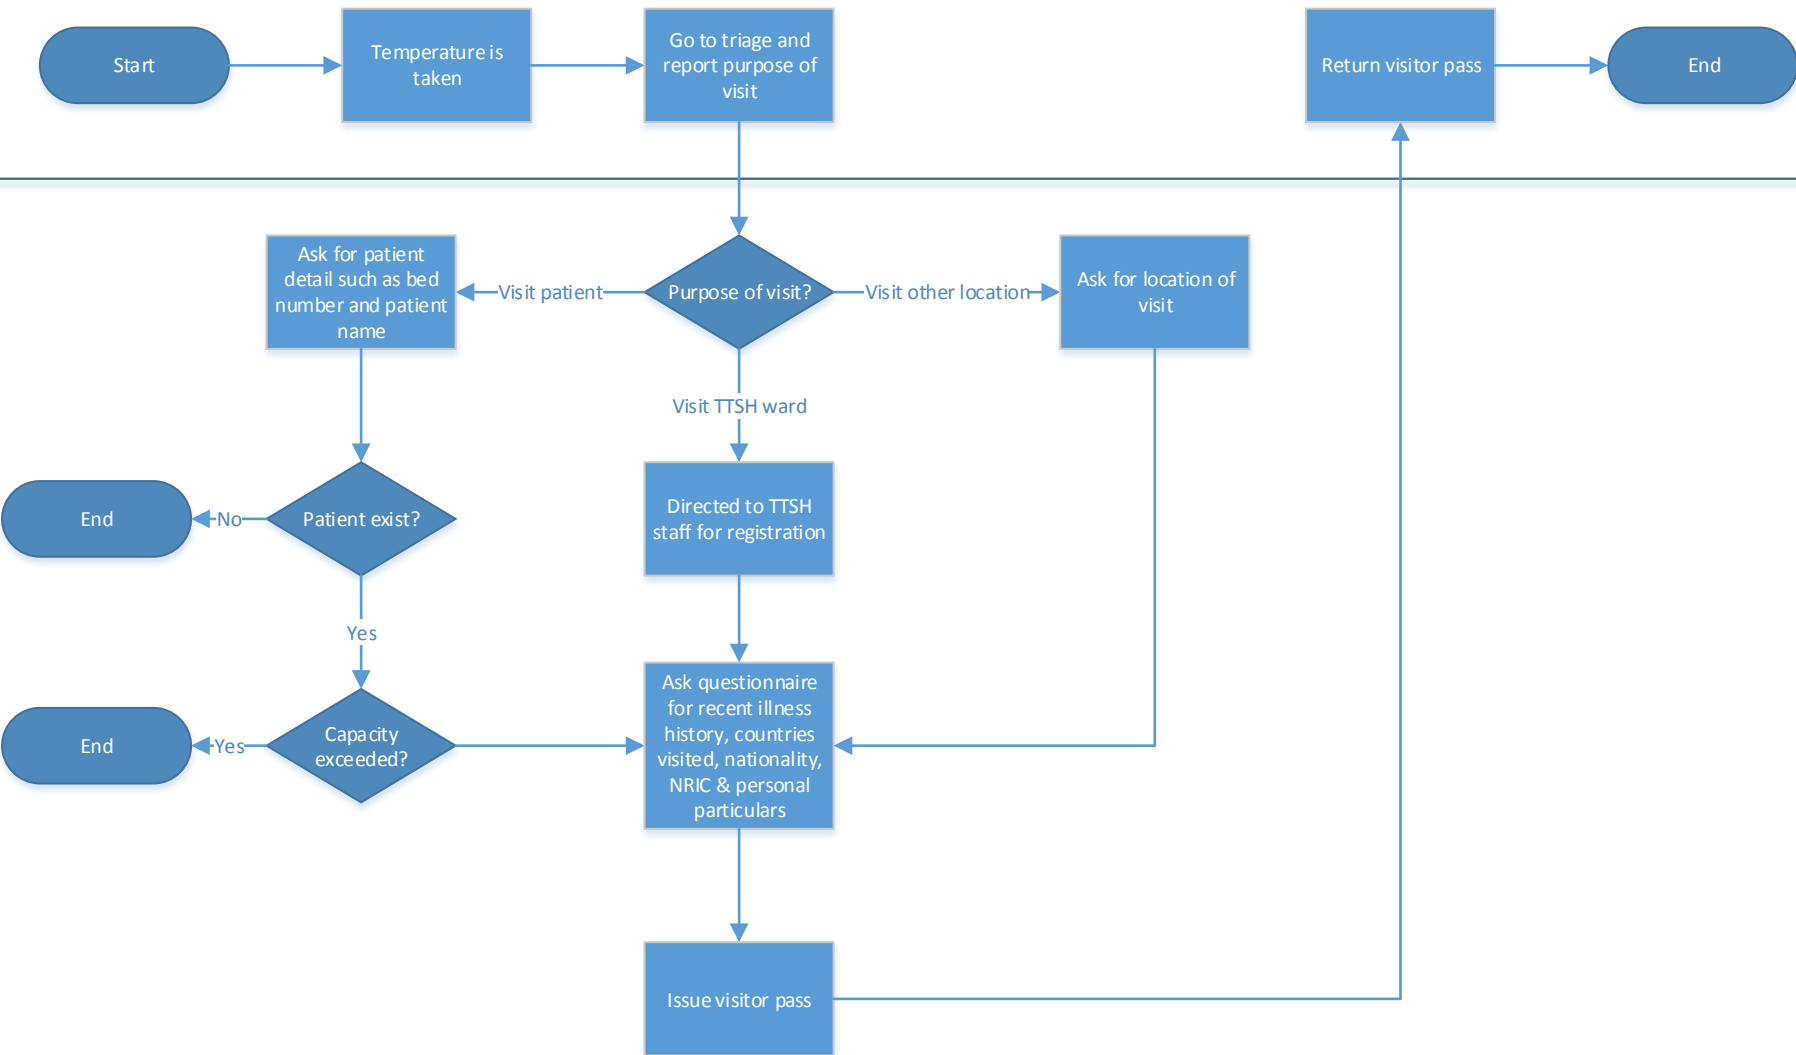 Start
Temperature is
taken
Go to triage and
report purpose of
visit
Return visitor pass
End
Ask for patient
detail such as bed
number and patient
name
Visit patient
Purpose of visit?
Visit other location
Ask for location of
visit
Visit TTSH ward
End
No
Patient exist?
Directed to TTSH
staff for registration
Yes
End
Yes
Capacity
exceeded?
Ask questionnaire
for recent illness
history, countries
visited, nationality,
NRIC & personal
particulars
Issue visitor pass